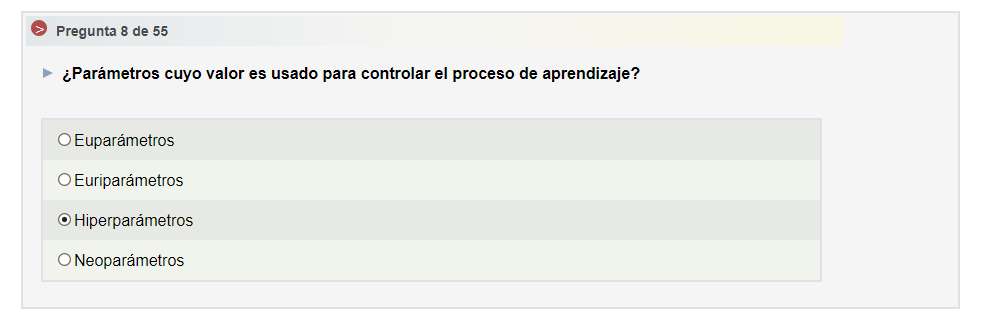 Pregunta 8 de 55
¿Parámetros cuyo valor es usado para controlar el proceso de aprendizaje?
Euparámetros
Euriparámetros
Hiperparámetros
Neoparámetros